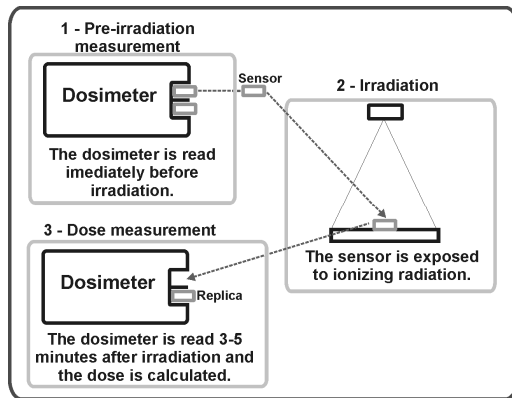 1 - Pre-irradiation
measurement
Dosimeter
Sensor
The dosimeter is read
imediately before
irradiation.
2 - Irradiation
The sensor is exposed
to ionizing radiation.
3 - Dose measurement
Dosimeter
Replica
The dosimeter is read 3-5
minutes after irradiation and
the dose is calculated.